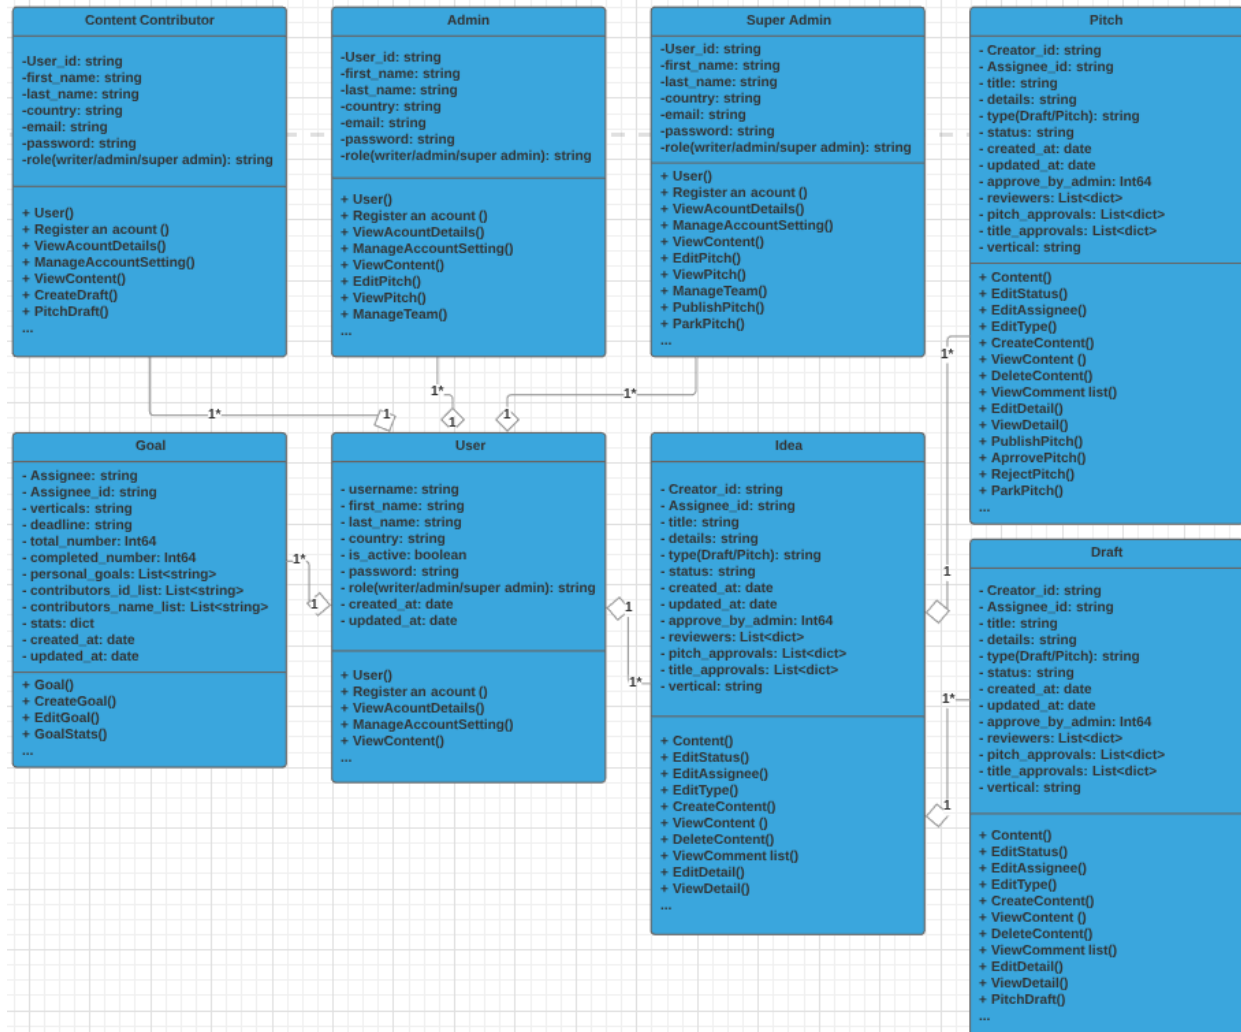 Content Contributor
-User_id: string
-first_name: string
-last_name: string
-country: string
-email: string
-password: string
-role(writer/admin/super admin): string
+ User()
+ Register an acount ()
+ ViewAcountDetails()
+ ManageAccountSetting()
+ ViewContent()
+ CreateDraft()
+ PitchDraft()
...
Admin
-User_id: string
-first_name: string
-last_name: string
-country: string
-email: string
-password: string
-role(writer/admin/super admin): string
+ User()
+ Register an acount ()
+ ViewAcountDetails()
+ ManageAccountSetting()
+ ViewContent()
+ EditPitch()
+ ViewPitch()
+ ManageTeam()
...
Super Admin
-User_id: string
-first_name: string
-last_name: string
-country: string
-email: string
-password: string
-role(writer/admin/super admin): string
+ User()
+ Register an acount ()
+ ViewAcountDetails()
+ ManageAccountSetting()
+ ViewContent()
+ EditPitch()
+ ViewPitch()
+ ManageTeam()
+ PublishPitch()
+ ParkPitch()
...
Pitch
- Creator_id: string
- Assignee_id: string
- title: string
- details: string
- type(Draft/Pitch): string
- status: string
- created_at: date
- updated_at: date
- approve_by_admin: Int64
- reviewers: List<dict>
- pitch_approvals: List<dict>
- title_approvals: List<dict>
- vertical: string
+ Content()
+ EditStatus()
+ EditAssignee()
+ EditType()
+ CreateContent()
+ ViewContent ()
+ DeleteContent()
+ ViewComment list()
+ EditDetail()
+ ViewDetail()
+ PublishPitch()
+ AprrovePitch()
+ RejectPitch()
+ ParkPitch()
...
1*
1
1*
1
1*
1
1*
1
Goal
- Assignee: string
- Assignee_id: string
- verticals: string
- deadline: string
- total_number: Int64
- completed_number: Int64
- personal_goals: List<string>
- contributors_id_list: List<string>
- contributors_name_list: List<string>
- stats: dict
- created_at: date
- updated_at: date
+ Goal()
+ CreateGoal()
+ EditGoal()
+ GoalStats()
...
1*
1
User
- username: string
- first_name: string
- last_name: string
- country: string
- is_active: boolean
- password: string
- role(writer/admin/super admin): string
- created_at: date
- updated_at: date
+ User()
+ Register an acount ()
+ ViewAcountDetails()
+ ManageAccountSetting()
+ ViewContent()
...
1
1*
Idea
- Creator_id: string
- Assignee_id: string
- title: string
- details: string
- type(Draft/Pitch): string
- status: string
- created_at: date
- updated_at: date
- approve_by_admin: Int64
- reviewers: List<dict>
- pitch_approvals: List<dict>
- title_approvals: List<dict>
- vertical: string
+ Content()
+ EditStatus()
+ EditAssignee()
+ EditType()
+ CreateContent()
+ ViewContent ()
+ DeleteContent()
+ ViewComment list()
+ EditDetail()
+ ViewDetail()
...
1*
1
Draft
- Creator_id: string
- Assignee_id: string
- title: string
- details: string
- type(Draft/Pitch): string
- status: string
- created_at: date
- updated_at: date
- approve_by_admin: Int64
- reviewers: List<dict>
- pitch_approvals: List<dict>
- title_approvals: List<dict>
- vertical: string
+ Content()
+ EditStatus()
+ EditAssignee()
+ EditType()
+ CreateContent()
+ ViewContent ()
+ DeleteContent()
+ ViewComment list()
+ EditDetail()
+ ViewDetail()
+ PitchDraft()
...